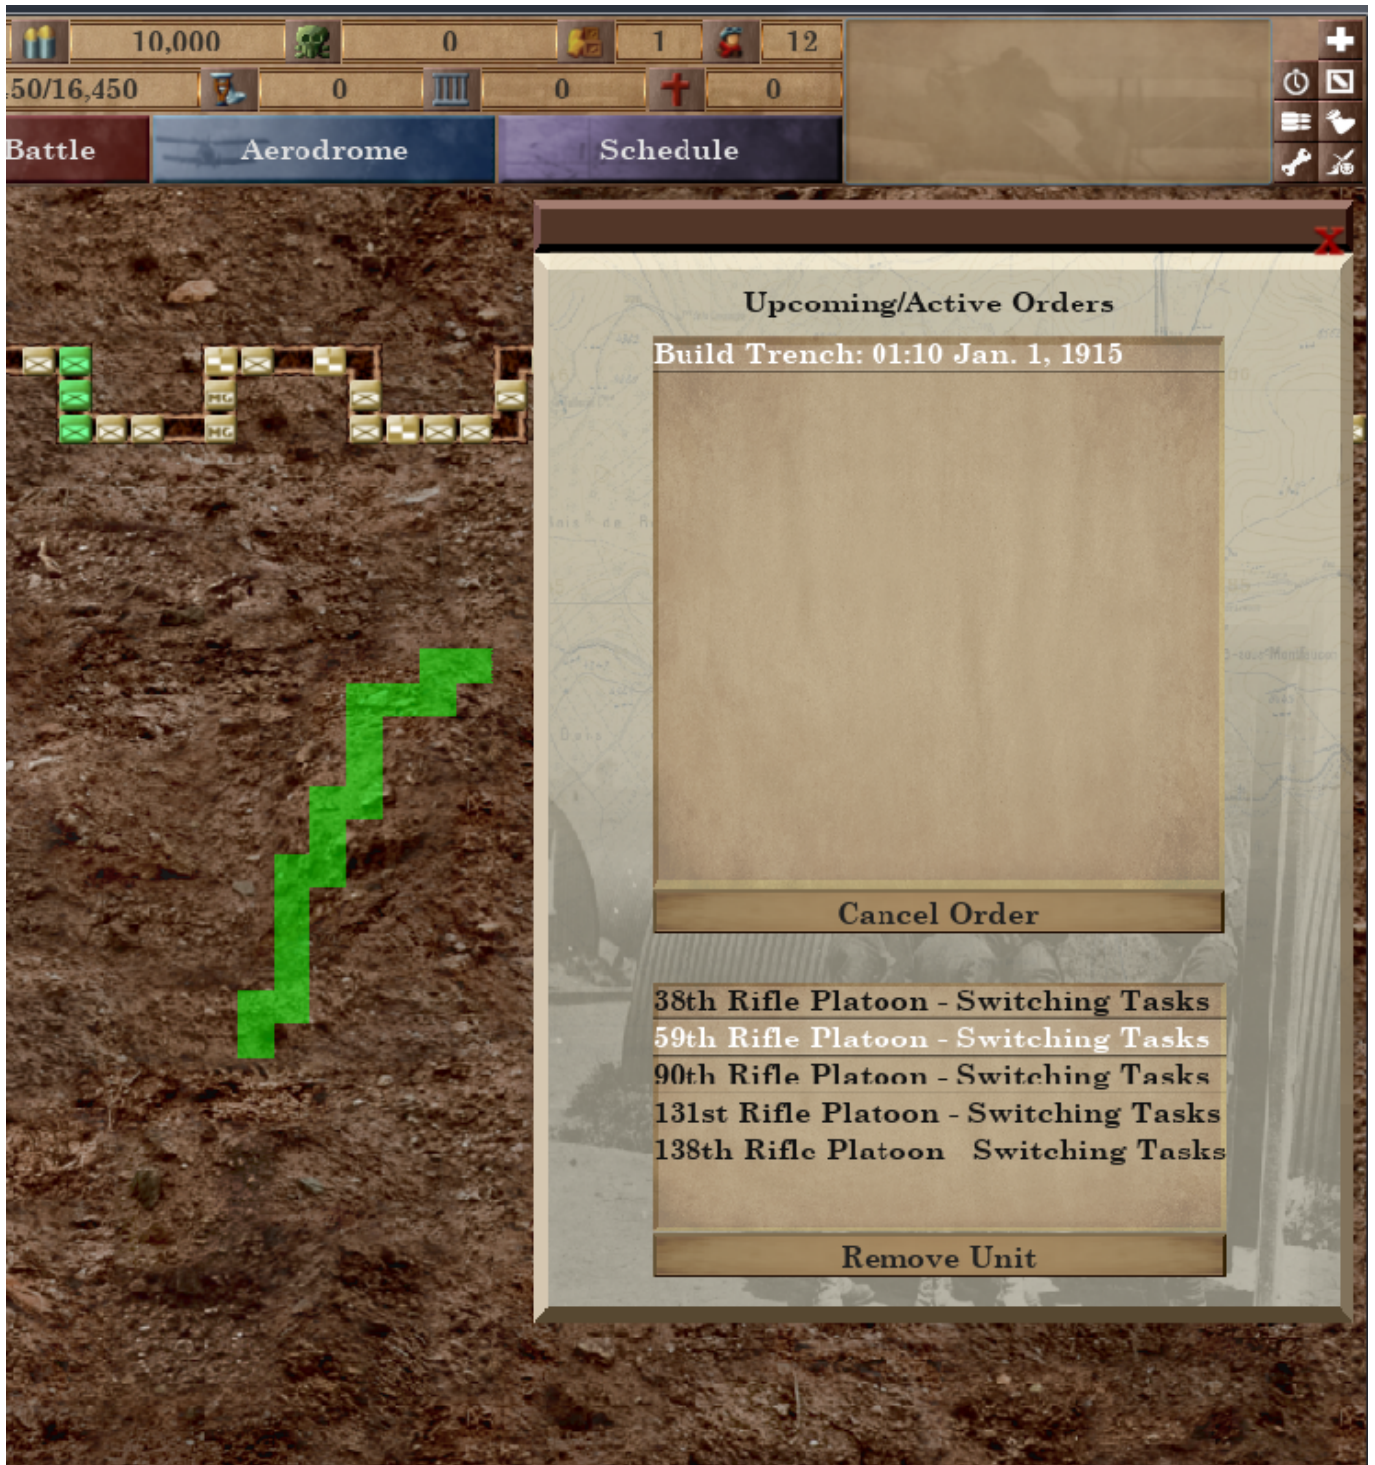 10,000 0 1 12
50/16,450 0 0 0
Battle Aerodrome Schedule
Upcoming/Active Orders
Build Trench: 01:10 Jan. 1, 1915
MG
MG
Cancel Order
38th Rifle Platoon - Switching Tasks
59th Rifle Platoon - Switching Tasks
90th Rifle Platoon - Switching Tasks
131st Rifle Platoon - Switching Tasks
138th Rifle Platoon Switching Tasks
Remove Unit